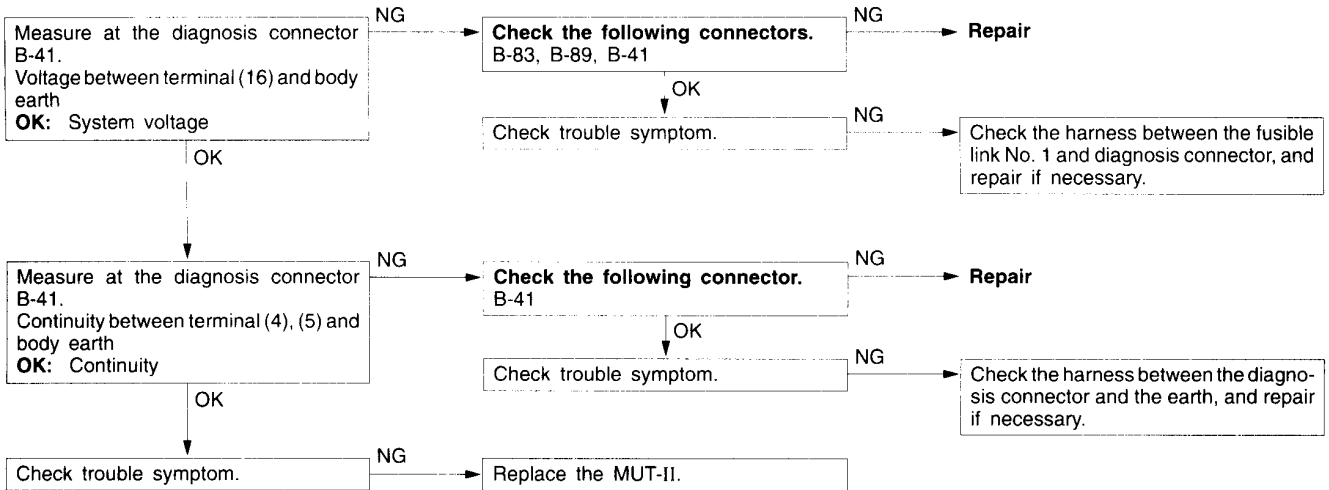 Measure at the diagnosis connector
B-41.
Voltage between terminal (16) and body
earth
OK: System voltage
NG
Check the following connectors.
B-83, B-89, B-41
NG
Repair
OK
Check trouble symptom.
NG
Check the harness between the fusible
link No. 1 and diagnosis connector, and
repair if necessary.
OK
Measure at the diagnosis connector
B-41.
Continuity between terminal (4), (5) and
body earth
OK: Continuity
NG
Check the following connector.
B-41
NG
Repair
OK
Check trouble symptom.
NG
Check the harness between the diagno-
sis connector and the earth, and repair
if necessary.
OK
Check trouble symptom.
NG
Replace the MUT-II.